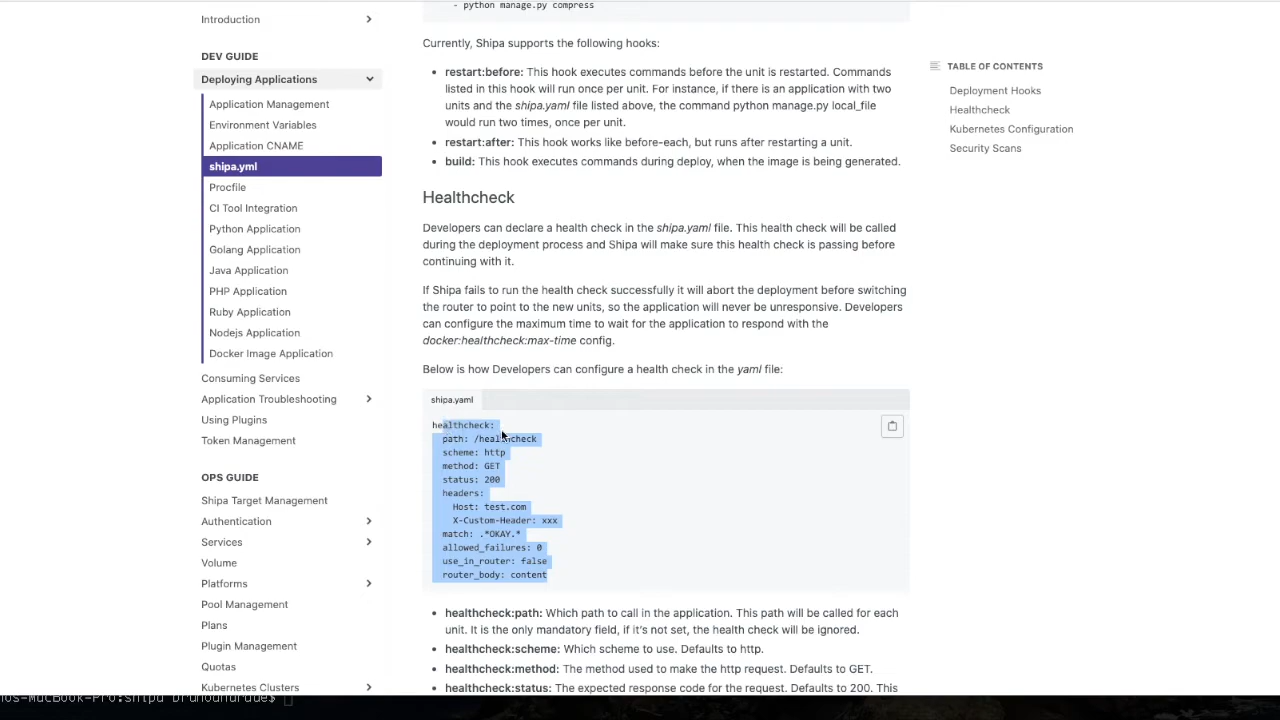 Introduction
DEV GUIDE
Deploying Applications
Application Management
Environment Variables
Application CNAME
shipa.yml
Procfile
CI Tool Integration
Python Application
Golang Application
Java Application
PHP Application
Ruby Application
Nodejs Application
Docker Image Application
Consuming Services
Application Troubleshooting
Using Plugins
Token Management
OPS GUIDE
Shipa Target Management
Authentication
Services
Volume
Platforms
Pool Management
Plans
Plugin Management
Quotas
Kubernetes Clusters
- python manage.py compress
Currently, Shipa supports the following hooks:
• restart:before: This hook executes commands before the unit is restarted. Commands
listed in this hook will run once per unit. For instance, if there is an application with two
units and the shipa.yaml file listed above, the command python manage.py local_file
would run two times, once per unit.
• restart:after: This hook works like before-each, but runs after restarting a unit.
• build: This hook executes commands during deploy, when the image is being generated.
Healthcheck
Developers can declare a health check in the shipa.yaml file. This health check will be called
during the deployment process and Shipa will make sure this health check is passing before
continuing with it.
If Shipa fails to run the health check successfully it will abort the deployment before switching
the router to point to the new units, so the application will never be unresponsive. Developers
can configure the maximum time to wait for the application to respond with the
docker:healthcheck:max-time config.
Below is how Developers can configure a health check in the yaml file:
shipa.yaml
healthcheck:
path: /healthcheck
scheme: http
method: GET
status: 200
headers:
Host: test.com
X-Custom-Header: xxx
match: .*OKAY.*
allowed_failures: 0
use_in_router: false
router_body: content
• healthcheck:path: Which path to call in the application. This path will be called for each
unit. It is the only mandatory field, if it's not set, the health check will be ignored.
• healthcheck:scheme: Which scheme to use. Defaults to http.
• healthcheck:method: The method used to make the http request. Defaults to GET.
• healthcheck:status: The expected response code for the request. Defaults to 200. This
TABLE OF CONTENTS
Deployment Hooks
Healthcheck
Kubernetes Configuration
Security Scans